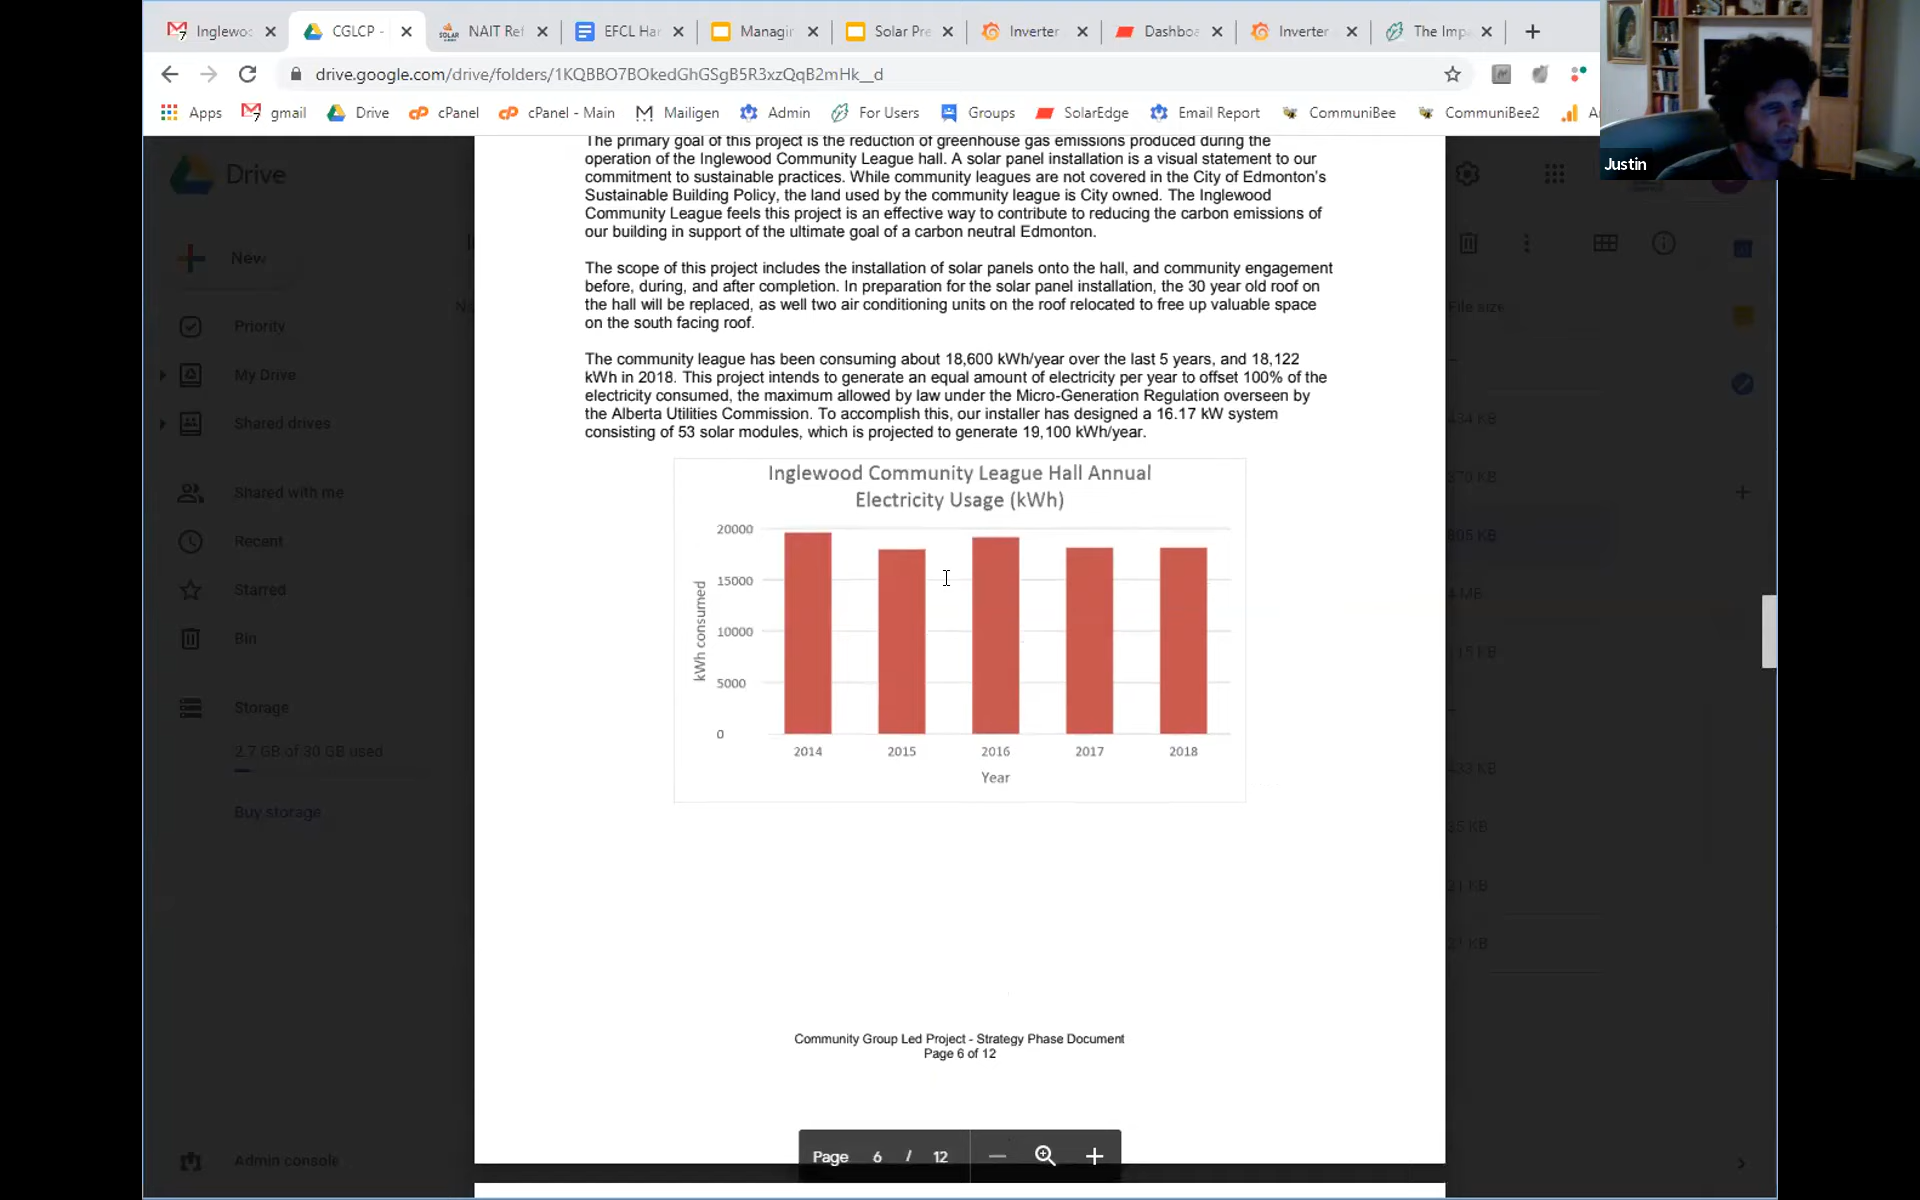 Inglewoo
CGLCP -
NAIT Ref
EFCL Har
Managin
Solar Pre
Inverter
Dashboa
Inverter
The Imp
drive.google.com/drive/folders/1KQBBO7BOkedGhGSgB5R3xzQqB2mHk__d
Apps
gmail
Drive
cPanel
cPanel - Main
Mailigen
Admin
For Users
Groups
SolarEdge
Email Report
CommuniBee
CommuniBee2
Justin
Drive
New
Priority
My Drive
Shared drives
Shared with me
Recent
Starred
Bin
Storage
2.7 GB of 30 GB used
Buy storage
Admin console
File size
The primary goal of this project is the reduction of greenhouse gas emissions produced during the
operation of the Inglewood Community League hall. A solar panel installation is a visual statement to our
commitment to sustainable practices. While community leagues are not covered in the City of Edmonton's
Sustainable Building Policy, the land used by the community league is City owned. The Inglewood
Community League feels this project is an effective way to contribute to reducing the carbon emissions of
our building in support of the ultimate goal of a carbon neutral Edmonton.
The scope of this project includes the installation of solar panels onto the hall, and community engagement
before, during, and after completion. In preparation for the solar panel installation, the 30 year old roof on
the hall will be replaced, as well two air conditioning units on the roof relocated to free up valuable space
on the south facing roof.
The community league has been consuming about 18,600 kWh/year over the last 5 years, and 18,122
kWh in 2018. This project intends to generate an equal amount of electricity per year to offset 100% of the
electricity consumed, the maximum allowed by law under the Micro-Generation Regulation overseen by
the Alberta Utilities Commission. To accomplish this, our installer has designed a 16.17 kW system
consisting of 53 solar modules, which is projected to generate 19,100 kWh/year.
Inglewood Community League Hall Annual
Electricity Usage (kWh)
kWh consumed
20000
15000
10000
5000
0
2014 2015 2016 2017 2018
Year
Community Group Led Project - Strategy Phase Document
Page 6 of 12
Page 6 / 12